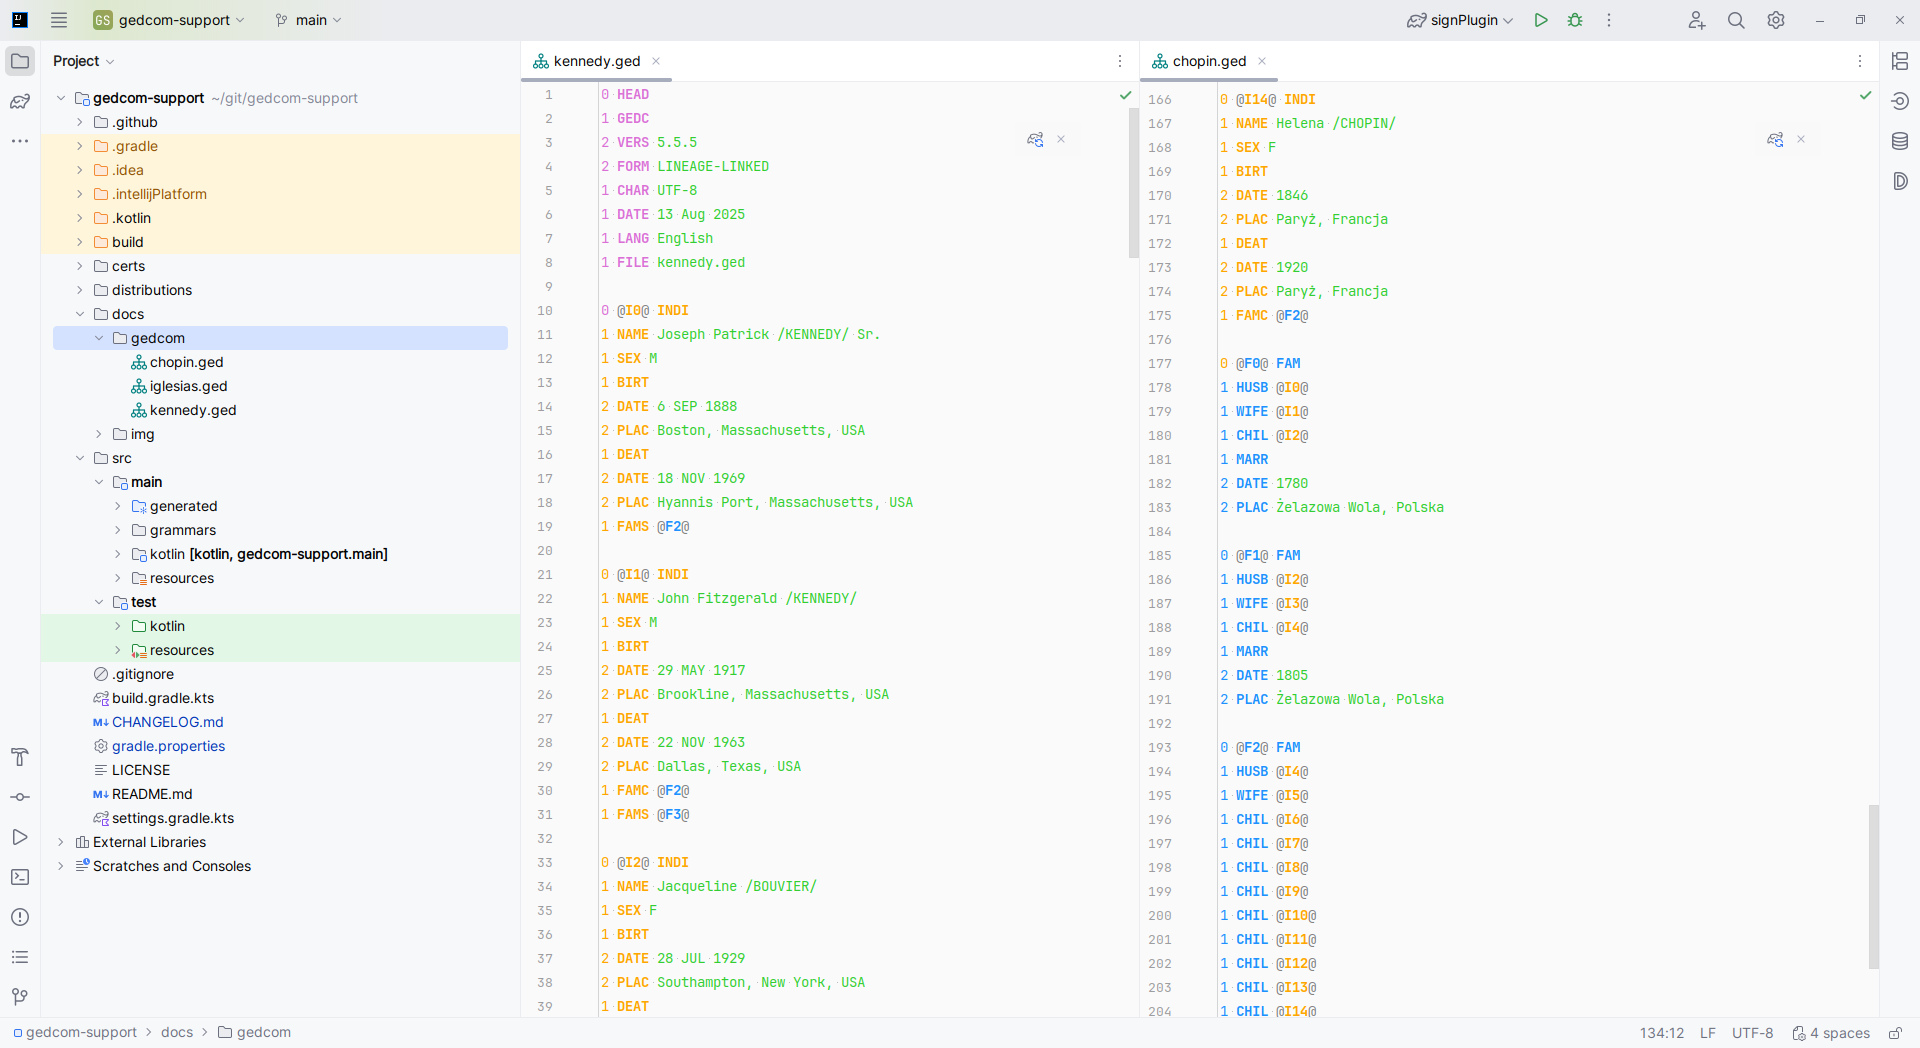 GS gedcom-support
main
signPlugin
Project
gedcom-support ~/git/gedcom-support
.github
.gradle
.idea
.intellijPlatform
.kotlin
build
certs
distributions
docs
gedcom
chopin.ged
iglesias.ged
kennedy.ged
img
src
main
generated
grammars
kotlin [kotlin, gedcom-support.main]
resources
test
kotlin
resources
.gitignore
build.gradle.kts
M↓ CHANGELOG.md
gradle.properties
LICENSE
M↓ README.md
settings.gradle.kts
External Libraries
Scratches and Consoles
kennedy.ged
1 0 HEAD
2 1 GEDC
3 2 VERS 5.5.5
4 2 FORM LINEAGE-LINKED
5 1 CHAR UTF-8
6 1 DATE 13 Aug 2025
7 1 LANG English
8 1 FILE kennedy.ged
9
10 0 @I0@ INDI
11 1 NAME Joseph Patrick /KENNEDY/ Sr.
12 1 SEX M
13 1 BIRT
14 2 DATE 6 SEP 1888
15 2 PLAC Boston, Massachusetts, USA
16 1 DEAT
17 2 DATE 18 NOV 1969
18 2 PLAC Hyannis Port, Massachusetts, USA
19 1 FAMS @F2@
20
21 0 @I1@ INDI
22 1 NAME John Fitzgerald /KENNEDY/
23 1 SEX M
24 1 BIRT
25 2 DATE 29 MAY 1917
26 2 PLAC Brookline, Massachusetts, USA
27 1 DEAT
28 2 DATE 22 NOV 1963
29 2 PLAC Dallas, Texas, USA
30 1 FAMC @F2@
31 1 FAMS @F3@
32
33 0 @I2@ INDI
34 1 NAME Jacqueline /BOUVIER/
35 1 SEX F
36 1 BIRT
37 2 DATE 28 JUL 1929
38 2 PLAC Southampton, New York, USA
39 1 DEAT
chopin.ged
166 0 @I14@ INDI
167 1 NAME Helena /CHOPIN/
168 1 SEX F
169 1 BIRT
170 2 DATE 1846
171 2 PLAC Paryż, Francja
172 1 DEAT
173 2 DATE 1920
174 2 PLAC Paryż, Francja
175 1 FAMC @F2@
176
177 0 @F0@ FAM
178 1 HUSB @I0@
179 1 WIFE @I1@
180 1 CHIL @I2@
181 1 MARR
182 2 DATE 1780
183 2 PLAC Żelazowa Wola, Polska
184
185 0 @F1@ FAM
186 1 HUSB @I2@
187 1 WIFE @I3@
188 1 CHIL @I4@
189 1 MARR
190 2 DATE 1805
191 2 PLAC Żelazowa Wola, Polska
192
193 0 @F2@ FAM
194 1 HUSB @I4@
195 1 WIFE @I5@
196 1 CHIL @I6@
197 1 CHIL @I7@
198 1 CHIL @I8@
199 1 CHIL @I9@
200 1 CHIL @I10@
201 1 CHIL @I11@
202 1 CHIL @I12@
203 1 CHIL @I13@
204 1 CHIL @I14@
gedcom-support > docs > gedcom
134:12 LF UTF-8 4 spaces